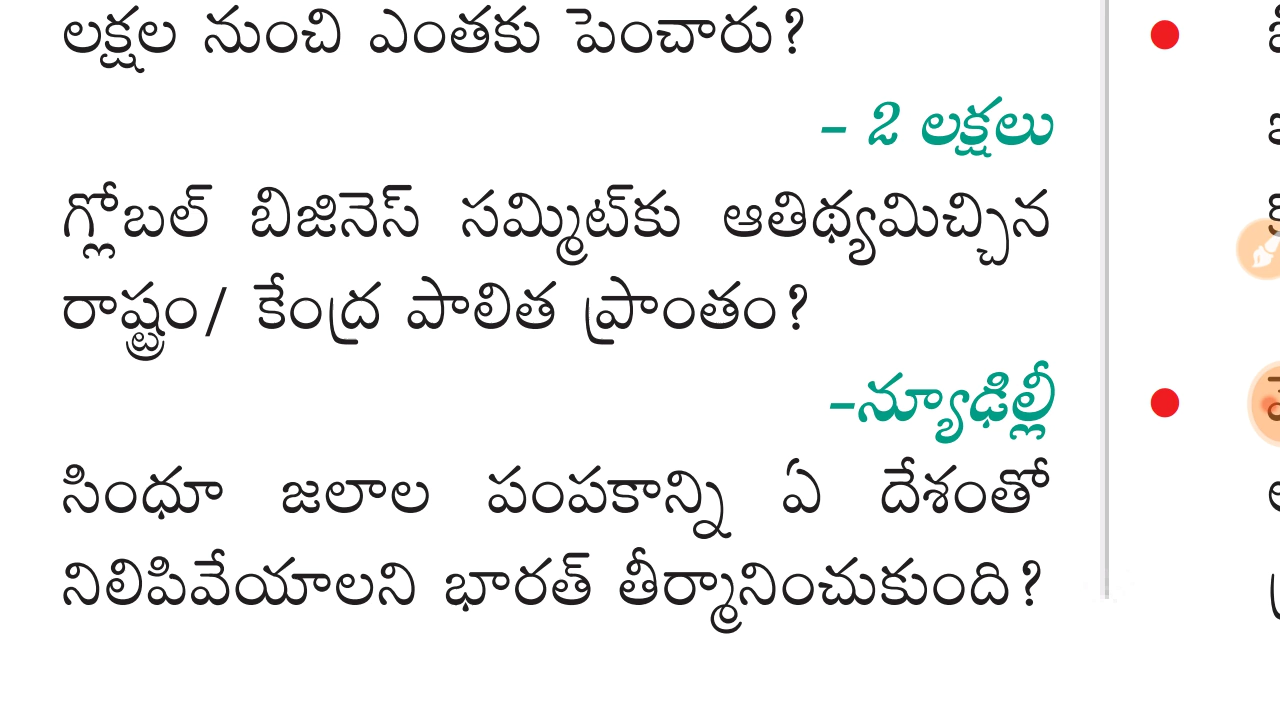 లక్షల నుంచి ఎంతకు పెంచారు?
- 2 లక్షలు
గ్లోబల్ బిజినెస్ సమ్మిట్‌కు ఆతిథ్యమిచ్చిన
రాష్ట్రం/ కేంద్ర పాలిత ప్రాంతం?
-న్యూఢిల్లీ
సింధూ జలాల పంపకాన్ని ఏ దేశంతో
నిలిపివేయాలని భారత్ తీర్మానించుకుంది?